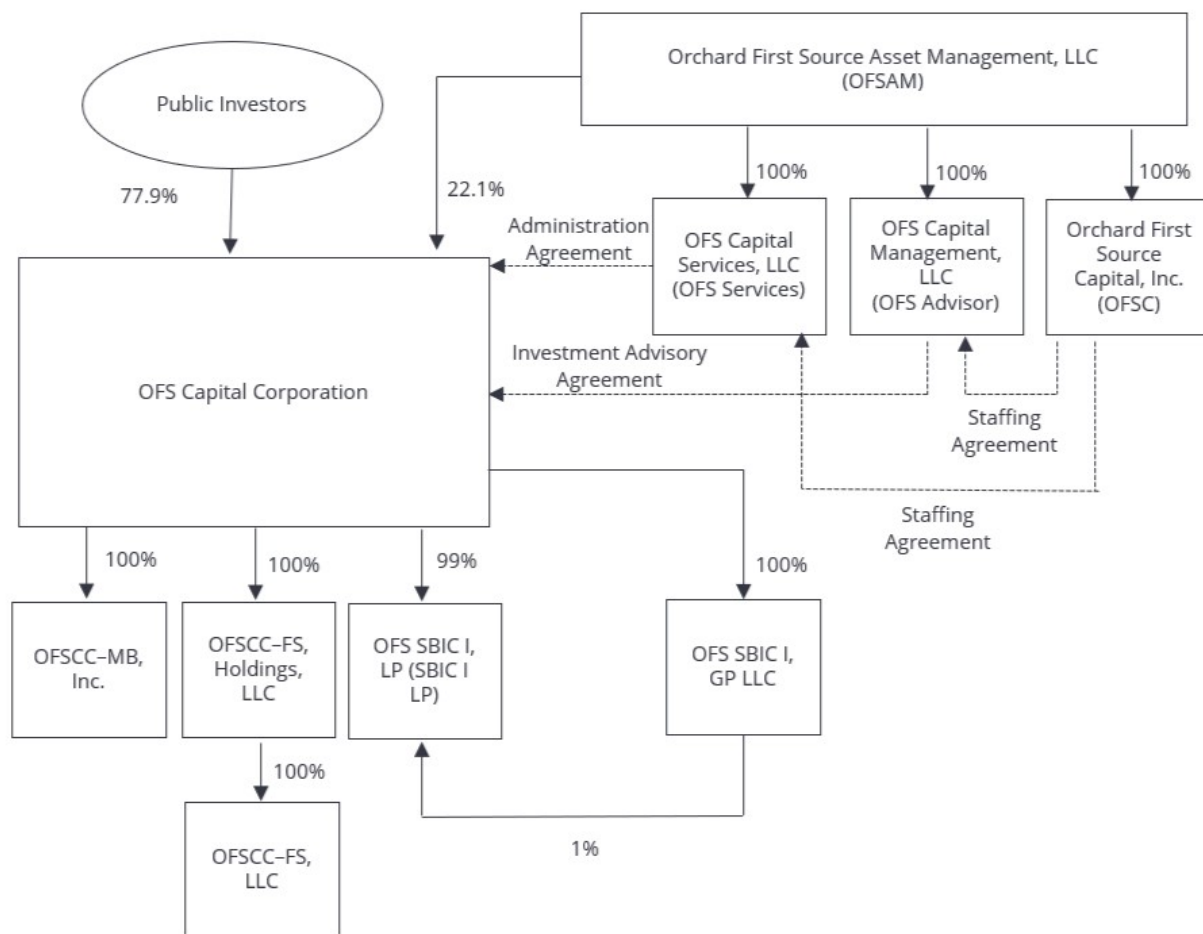 Orchard First Source Asset Management, LLC
(OFSAM)
Public Investors
100%
100%
100%
77.9%
22.1%
Administration
Agreement
OFS Capital
Services, LLC
(OFS Services)
OFS Capital
Management,
LLC
(OFS Advisor)
Orchard First
Source
Capital, Inc.
(OFSC)
Investment Advisory
Agreement
OFS Capital Corporation
Staffing
Agreement
Staffing
Agreement
100%
100%
99%
100%
OFSCC–MB,
Inc.
OFSCC–FS,
Holdings,
LLC
OFS SBIC I,
LP (SBIC I
LP)
OFS SBIC I,
GP LLC
100%
1%
OFSCC–FS,
LLC